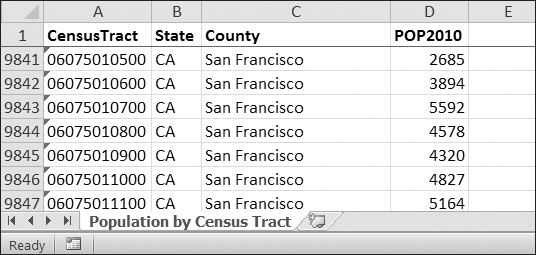 A B C D E
1 CensusTract State County POP2010
9841 06075010500 CA San Francisco 2685
9842 06075010600 CA San Francisco 3894
9843 06075010700 CA San Francisco 5592
9844 06075010800 CA San Francisco 4578
9845 06075010900 CA San Francisco 4320
9846 06075011000 CA San Francisco 4827
9847 06075011100 CA San Francisco 5164
Population by Census Tract
Ready